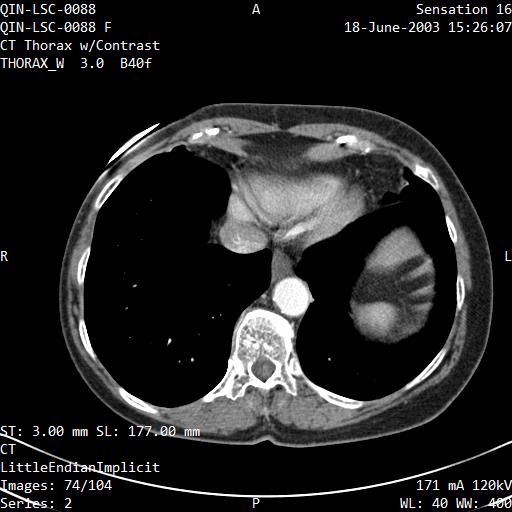 QIN-LSC-0088
A
Sensation 16
QIN-LSC-0088 F
18-June-2003 15:26:07
CT Thorax w/Contrast
THORAX_W 3.0 B40f
R
L
ST: 3.00 mm SL: 177.00 mm
CT
LittleEndianImplicit
Images: 74/104
171 mA 120kV
Series: 2
P
WL: 40 WW: 400